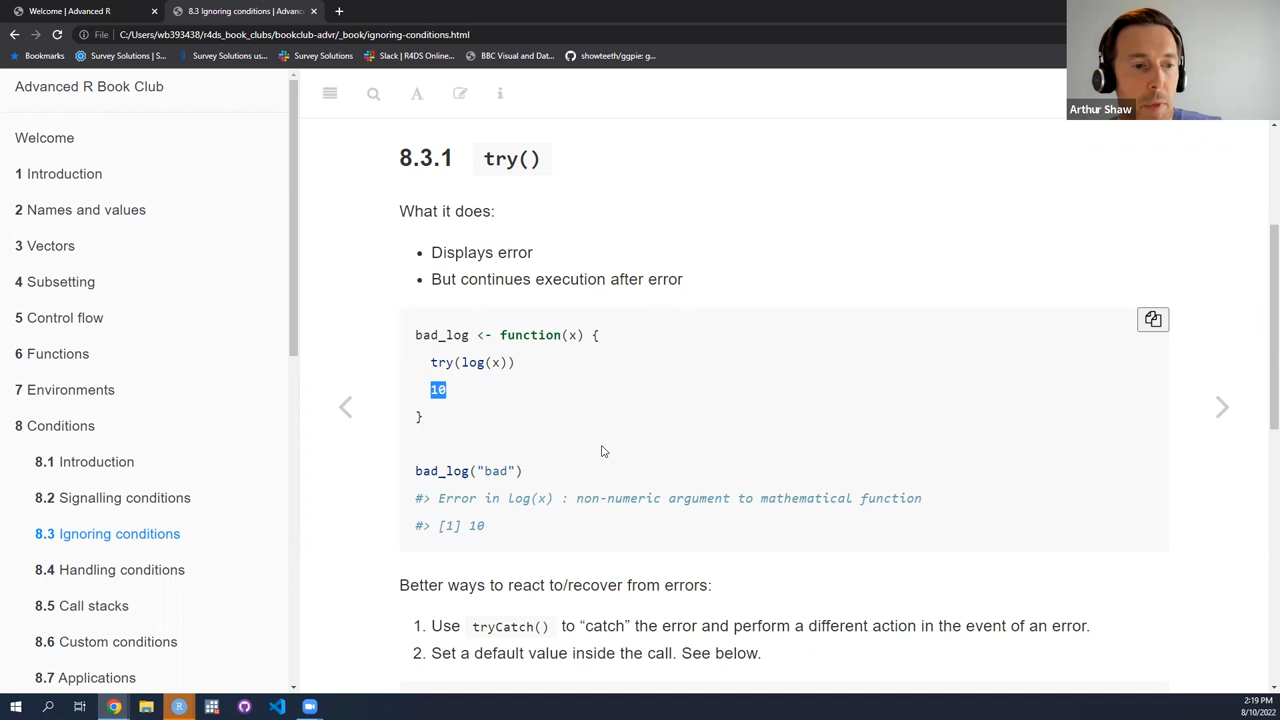 Welcome | Advanced R
8.3 Ignoring conditions | Advanc
File
C:/Users/wb393438/r4ds_book_clubs/bookclub-advr/_book/ignoring-conditions.html
Bookmarks
Survey Solutions | S...
Survey Solutions us...
Survey Solutions
Slack | R4DS Online...
BBC Visual and Dat...
showteeth/ggpie: g...
Arthur Shaw
Advanced R Book Club
Welcome
1 Introduction
2 Names and values
3 Vectors
4 Subsetting
5 Control flow
6 Functions
7 Environments
8 Conditions
8.1 Introduction
8.2 Signalling conditions
8.3 Ignoring conditions
8.4 Handling conditions
8.5 Call stacks
8.6 Custom conditions
8.7 Applications
8.3.1 try()
What it does:
• Displays error
• But continues execution after error
bad_log <- function(x) {
try(log(x))
10
}
bad_log("bad")
#> Error in log(x) : non-numeric argument to mathematical function
#> [1] 10
Better ways to react to/recover from errors:
1. Use tryCatch() to “catch” the error and perform a different action in the event of an error.
2. Set a default value inside the call. See below.
2:19 PM
8/10/2022